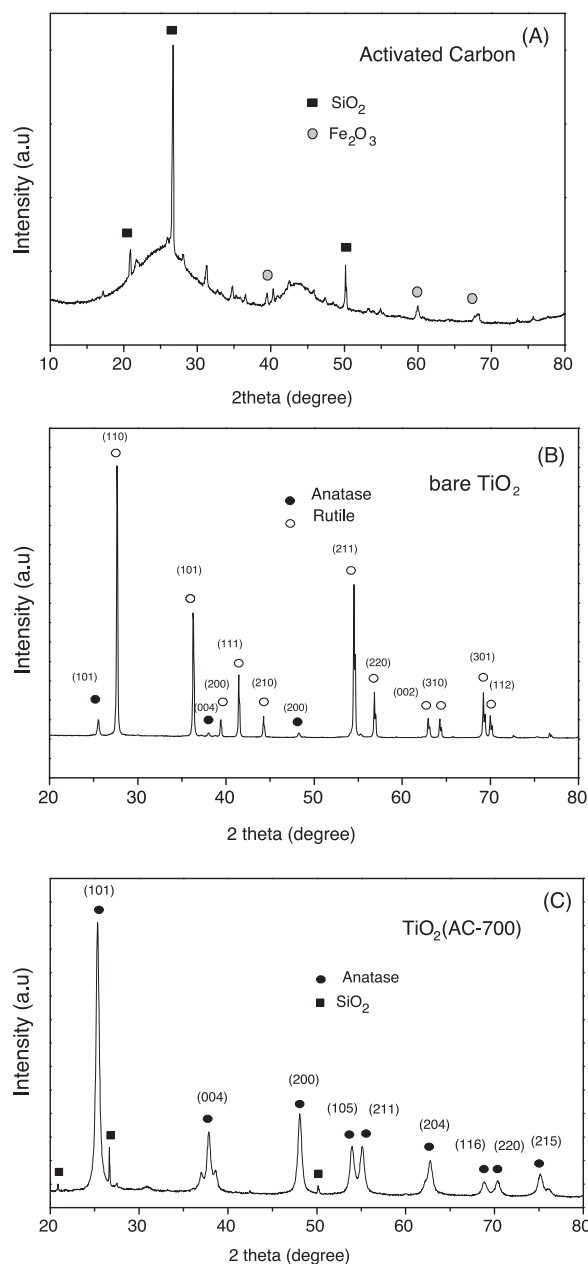 (A)
Activated Carbon
SiO₂
Fe₂O₃
Intensity (a.u)
10 20 30 40 50 60 70 80
2theta (degree)
(110)
(B)
bare TiO₂
Anatase
Rutile
(211)
(101)
(111)
(220)
(301)
(101)
(200)
(210)
(002)
(310)
(112)
(004)
(200)
Intensity (a.u)
20 30 40 50 60 70 80
2 theta (degree)
(101)
(C)
TiO₂(AC-700)
Anatase
SiO₂
(004)
(200)
(105)
(211)
(204)
(116)
(220)
(215)
Intensity (a.u)
20 30 40 50 60 70 80
2 theta (degree)